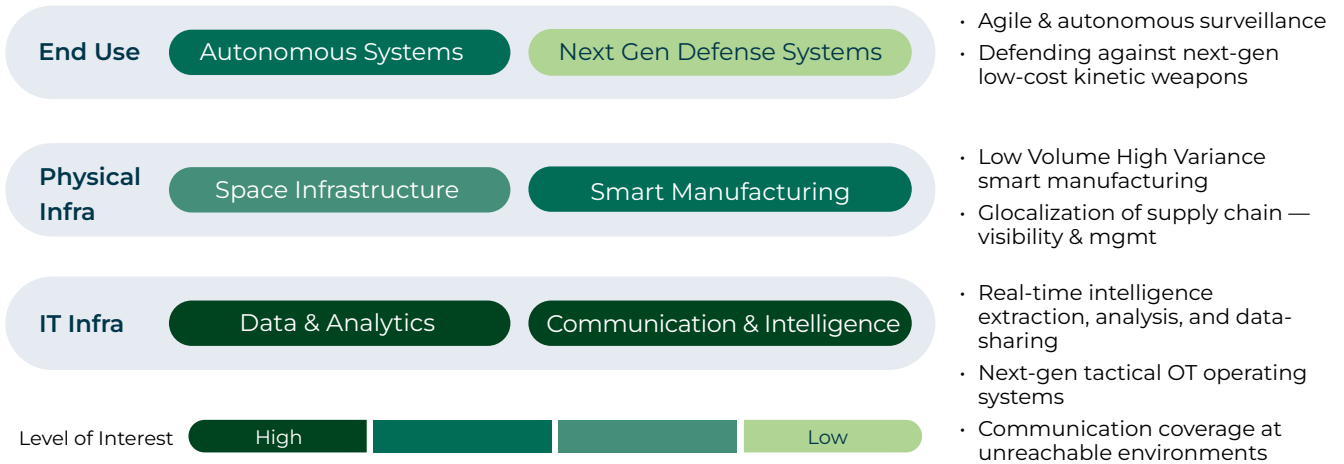 End Use
Autonomous Systems
Next Gen Defense Systems
• Agile & autonomous surveillance
• Defending against next-gen
low-cost kinetic weapons
Physical
Infra
Space Infrastructure
Smart Manufacturing
• Low Volume High Variance
smart manufacturing
• Glocalization of supply chain —
visibility & mgmt
IT Infra
Data & Analytics
Communication & Intelligence
• Real-time intelligence
extraction, analysis, and data-
sharing
• Next-gen tactical OT operating
systems
• Communication coverage at
unreachable environments
Level of Interest
High
Low